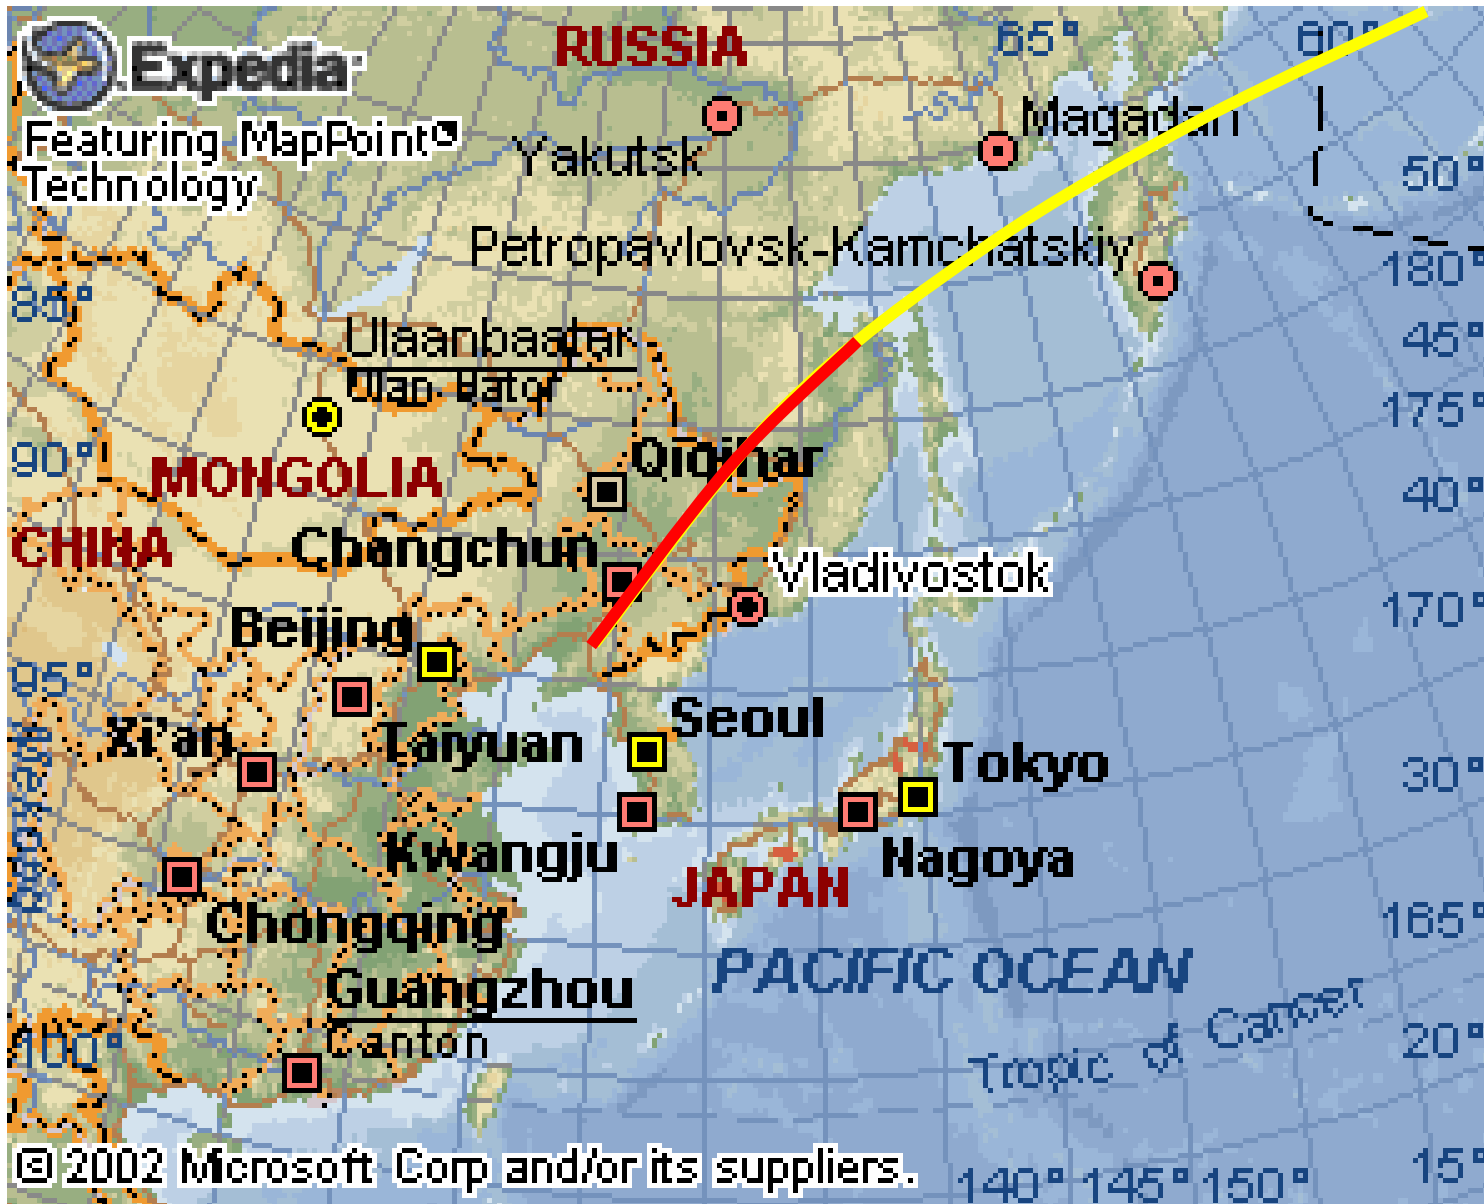 RUSSIA
65°
60°
Expedia
Featuring MapPoint®
Technology
Magadan
Yakutsk
50°
Petropavlovsk-Kamchatskiy
180°
85°
Ulaanbaatar
Ulan Bator
45°
175°
90°
Qiqihar
MONGOLIA
40°
CHINA
Changchun
Vladivostok
170°
Beijing
95°
Seoul
Xi'an
Taiyuan
Tokyo
30°
Kwangju
Nagoya
JAPAN
165°
Chongqing
PACIFIC OCEAN
Guangzhou
Canton
Tropic of Cancer
100°
20°
© 2002 Microsoft Corp and/or its suppliers.
140° 145° 150°
15°